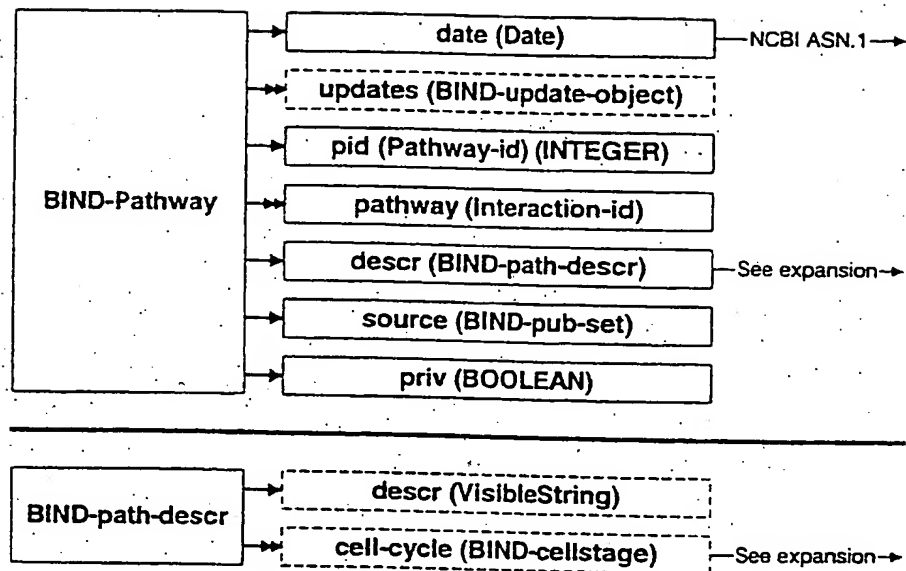 date (Date)
NCBI ASN.1
updates (BIND-update-object)
pid (Pathway-id) (INTEGER)
BIND-Pathway
pathway (Interaction-id)
descr (BIND-path-descr)
See expansion
source (BIND-pub-set)
priv (BOOLEAN)
descr (VisibleString)
BIND-path-descr
cell-cycle (BIND-cellstage)
See expansion